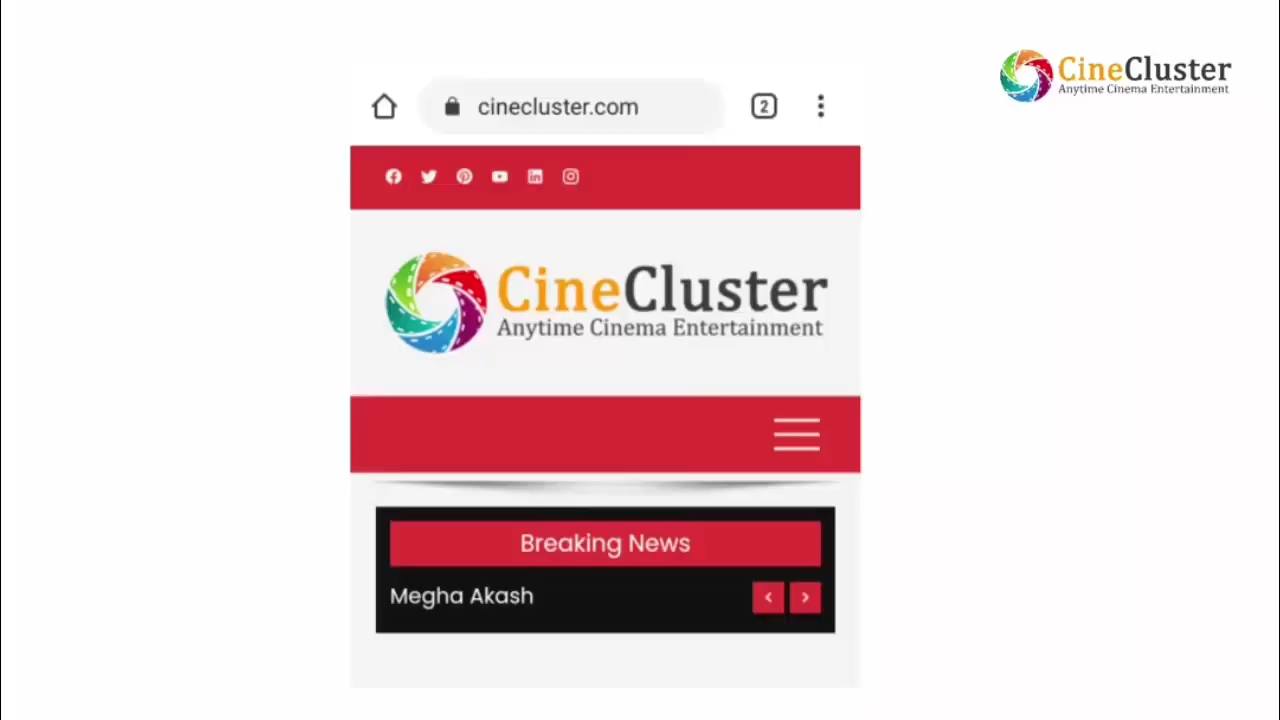 CineCluster
Anytime Cinema Entertainment
cinecluster.com
2
CineCluster
Anytime Cinema Entertainment
Breaking News
Megha Akash